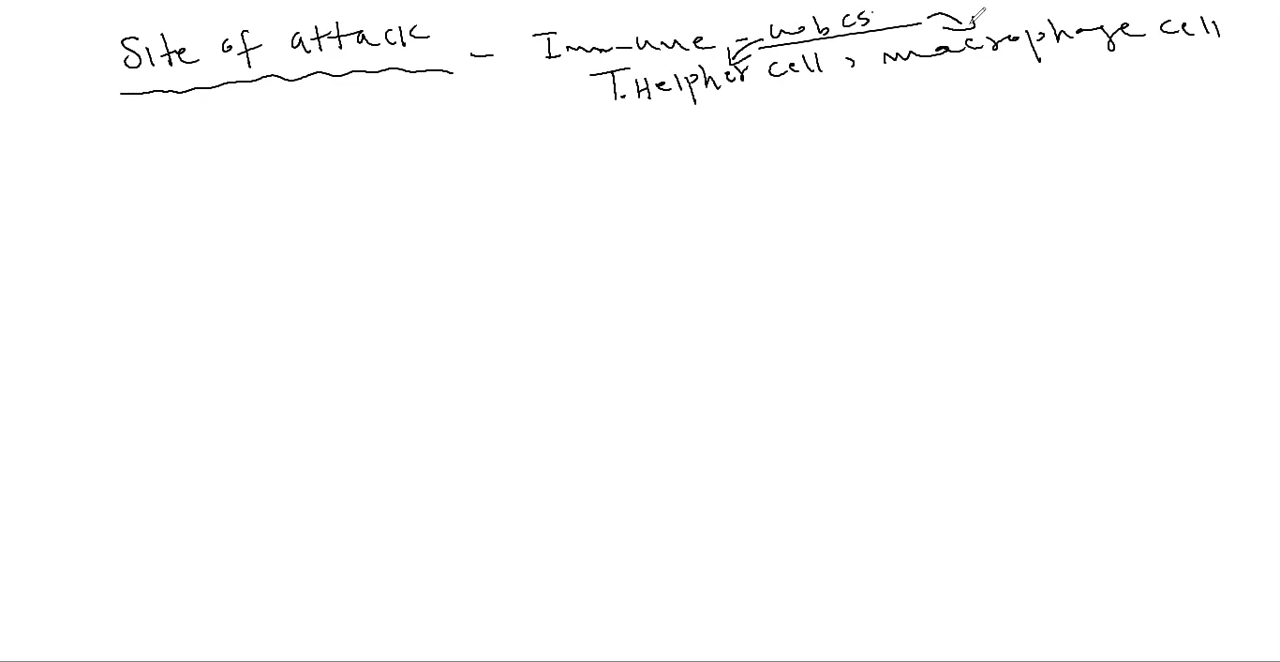 Site of attack - Immune - wbcs
T. Helpher cell, macrophage cell